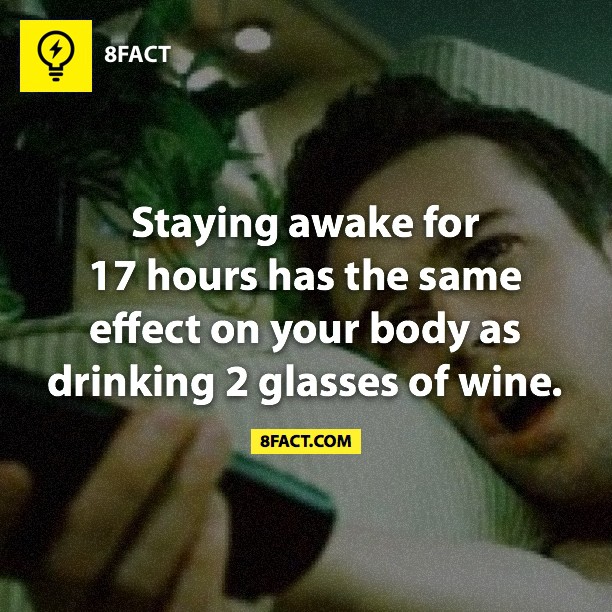 8FACT
Staying awake for
17 hours has the same
effect on your body as
drinking 2 glasses of wine.
8FACT.COM